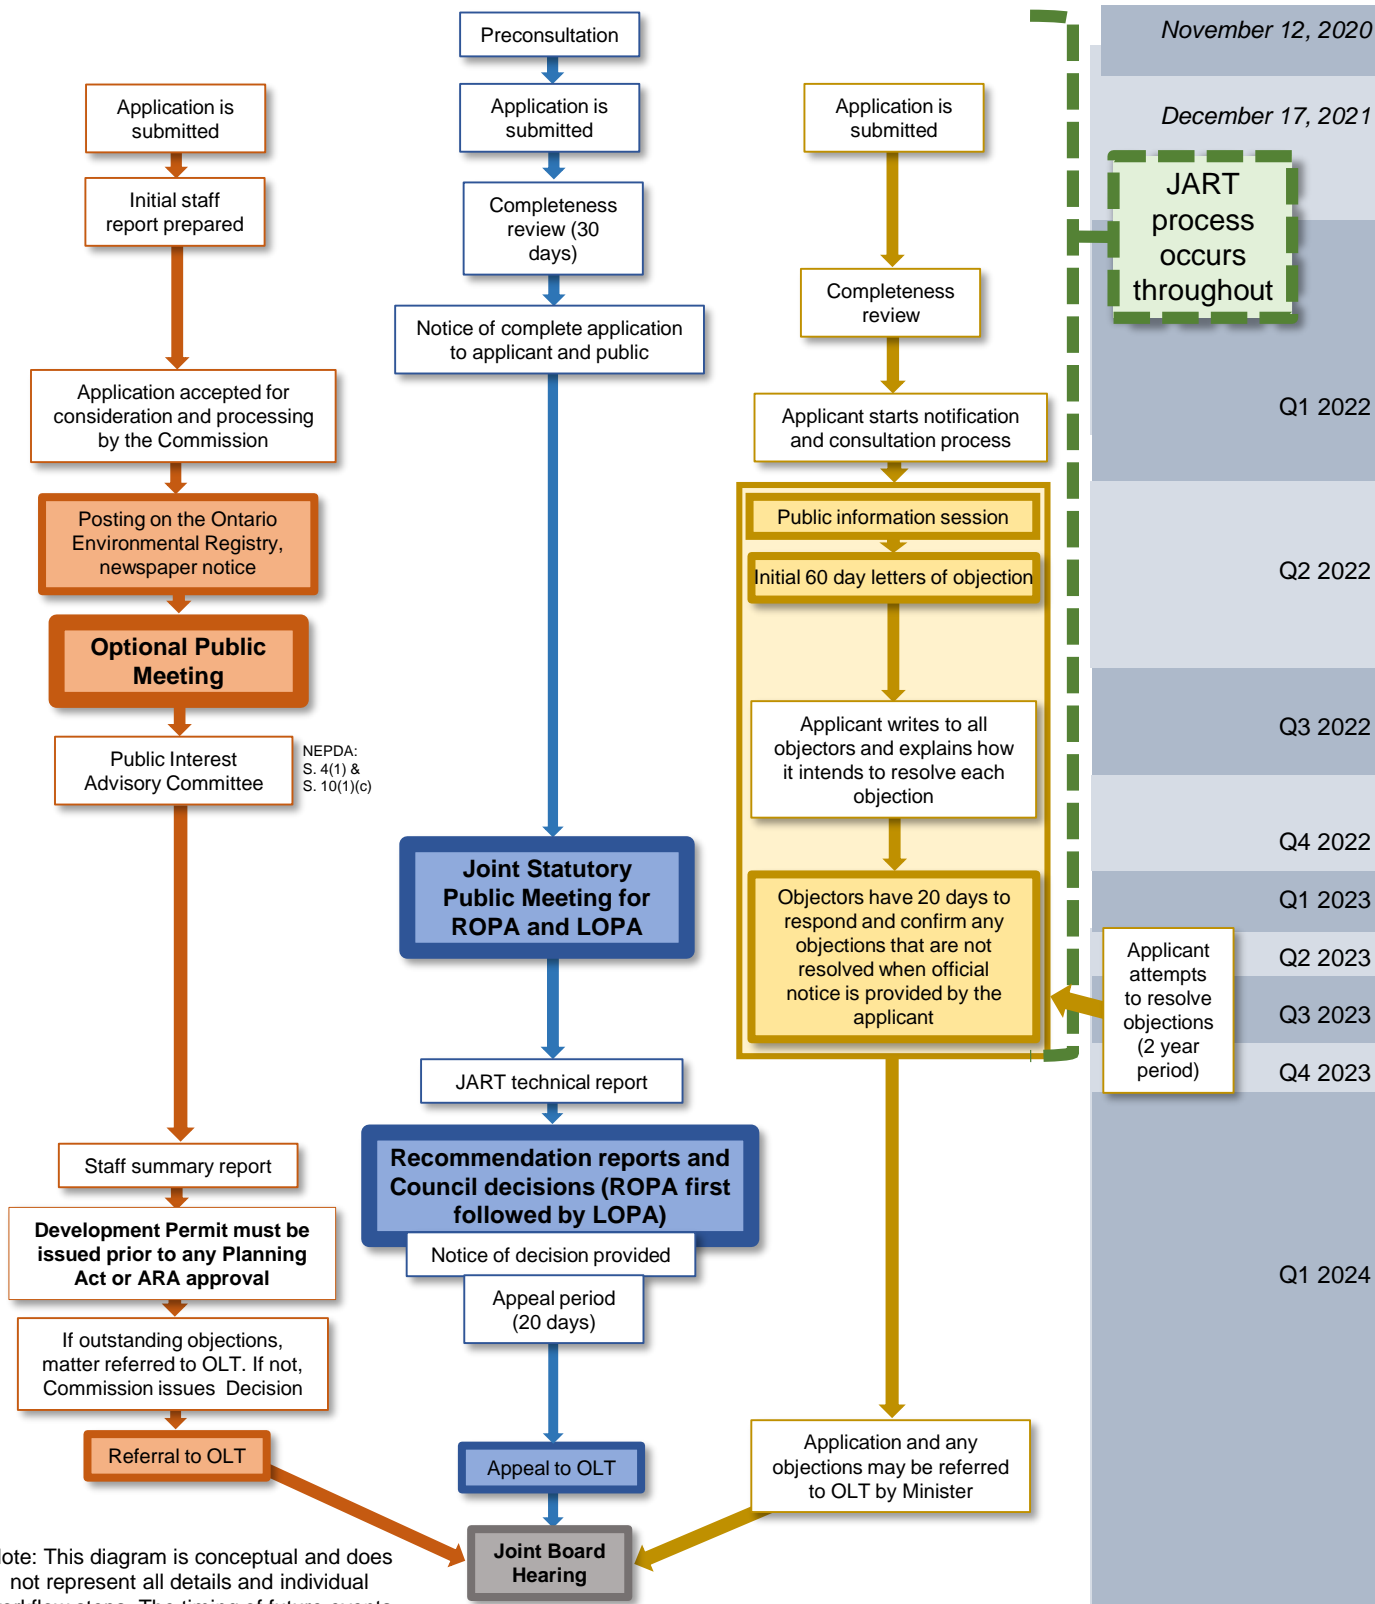 Preconsultation
November 12, 2020
Application is
submitted
Application is
submitted
Application is
submitted
December 17, 2021
Initial staff
report prepared
Completeness
review (30
days)
JART
process
occurs
throughout
Completeness
review
Notice of complete application
to applicant and public
Application accepted for
consideration and processing
by the Commission
Applicant starts notification
and consultation process
Q1 2022
Posting on the Ontario
Environmental Registry,
newspaper notice
Public information session
Initial 60 day letters of objection
Q2 2022
Optional Public
Meeting
Public Interest
Advisory Committee
NEPDA:
S. 4(1) &
S. 10(1)(c)
Applicant writes to all
objectors and explains how
it intends to resolve each
objection
Q3 2022
Q4 2022
Joint Statutory
Public Meeting for
ROPA and LOPA
Objectors have 20 days to
respond and confirm any
objections that are not
resolved when official
notice is provided by the
applicant
Q1 2023
Applicant
attempts
to resolve
objections
(2 year
period)
Q2 2023
Q3 2023
Q4 2023
JART technical report
Staff summary report
Recommendation reports and
Council decisions (ROPA first
followed by LOPA)
Development Permit must be
issued prior to any Planning
Act or ARA approval
Notice of decision provided
Appeal period
(20 days)
Q1 2024
If outstanding objections,
matter referred to OLT. If not,
Commission issues Decision
Referral to OLT
Appeal to OLT
Application and any
objections may be referred
to OLT by Minister
Joint Board
Hearing
ote: This diagram is conceptual and does
not represent all details and individual
steps. The timing of future events